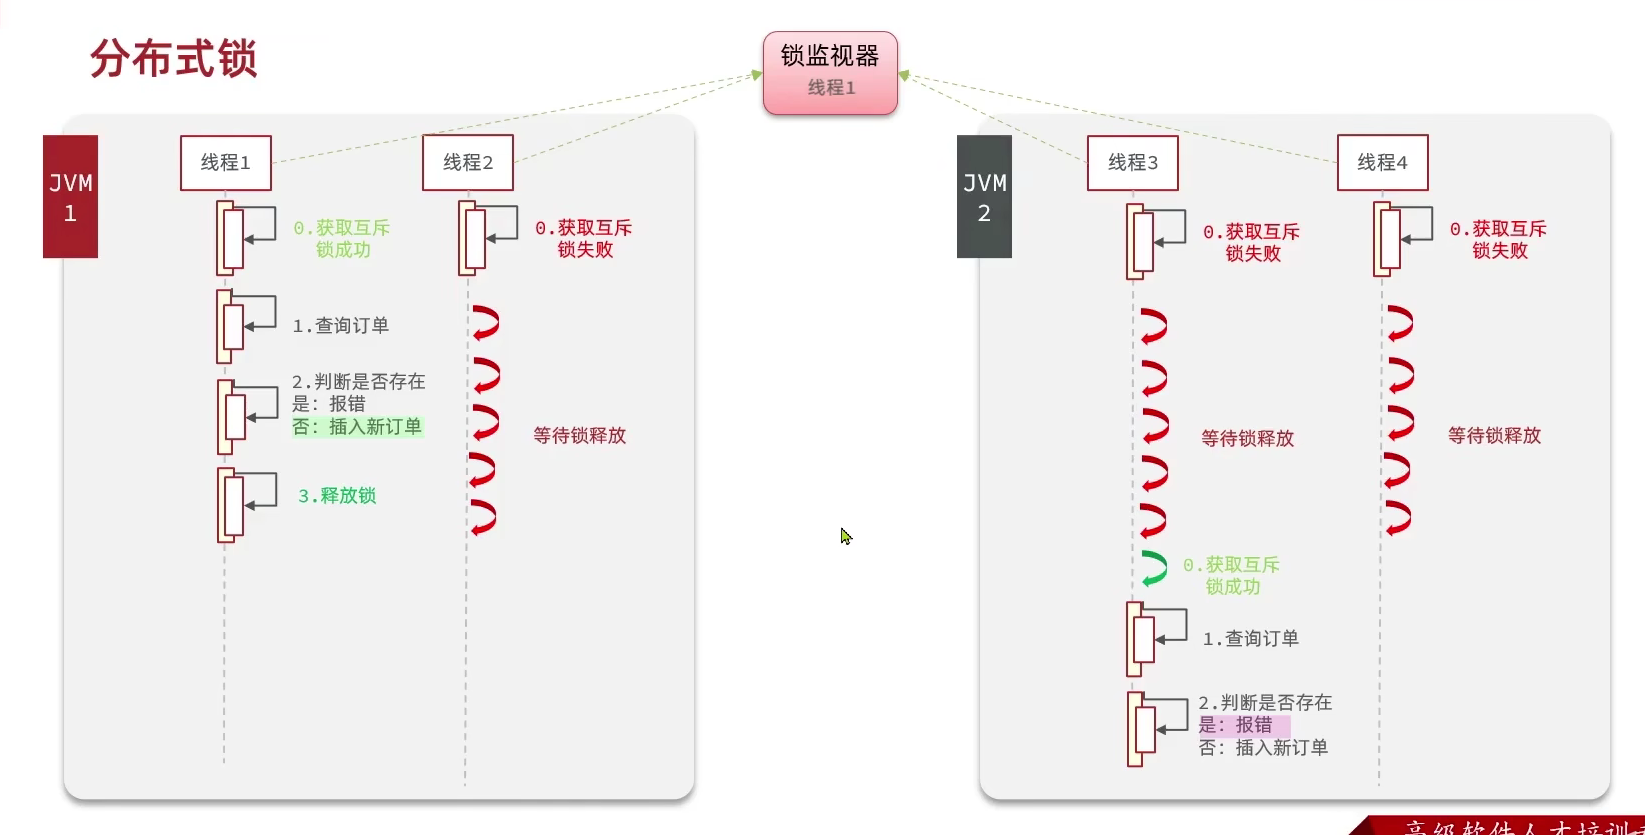 分布式锁
锁监视器
线程1
JVM
1
线程1
线程2
0.获取互斥
锁成功
0.获取互斥
锁失败
1.查询订单
2.判断是否存在
是：报错
否：插入新订单
等待锁释放
3.释放锁
JVM
2
线程3
线程4
0.获取互斥
锁失败
0.获取互斥
锁失败
等待锁释放
等待锁释放
0.获取互斥
锁成功
1.查询订单
2.判断是否存在
是：报错
否：插入新订单
高级软件人才培训